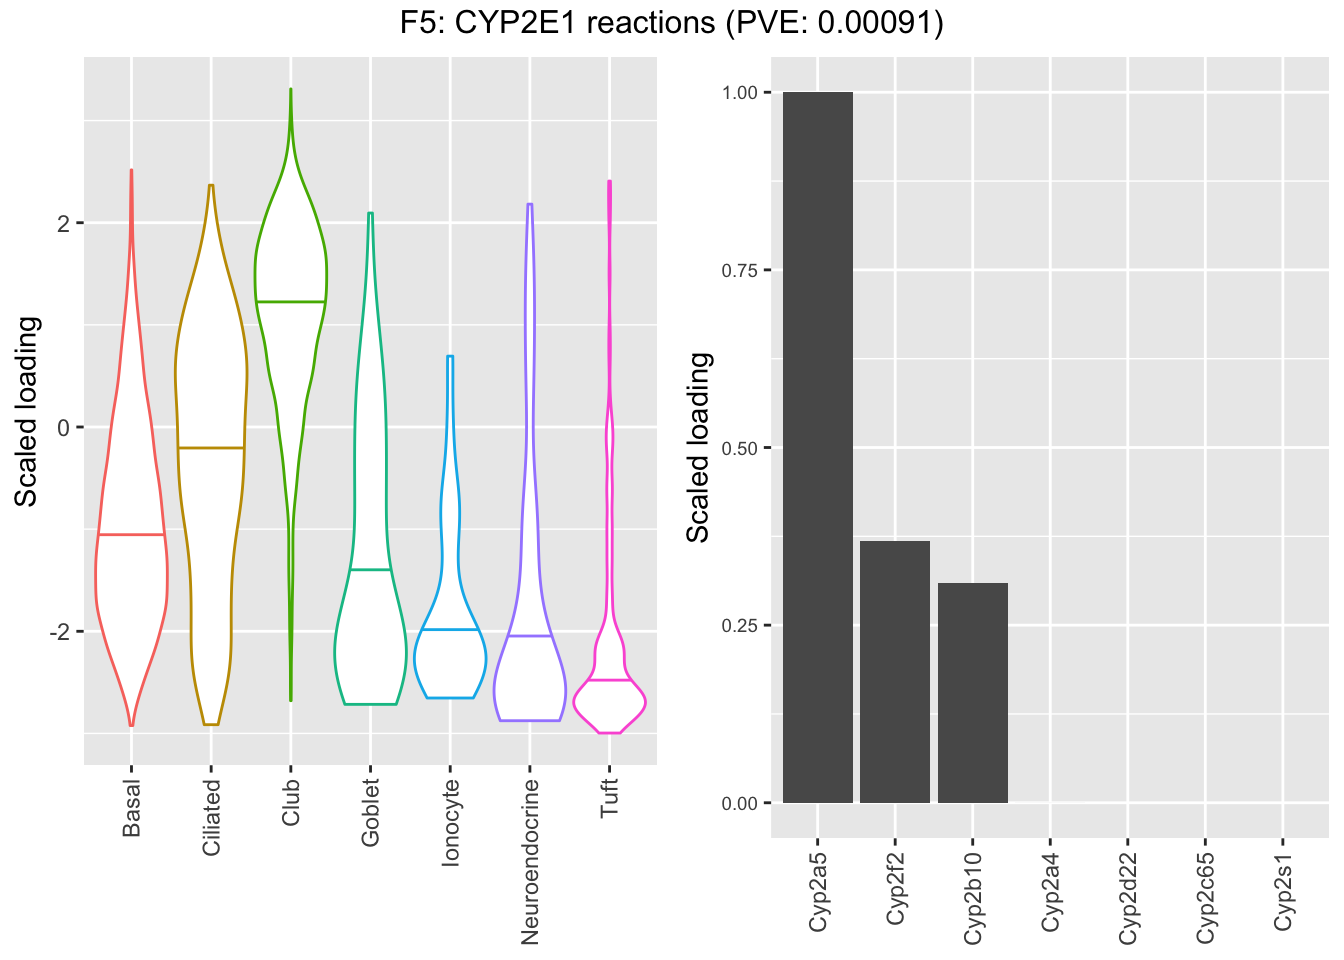 F5: CYP2E1 reactions (PVE: 0.00091)
Scaled loading
2
0
-2
Basal
Ciliated
Club
Goblet
Ionocyte
Neuroendocrine
Tuft
Scaled loading
1.00
0.75
0.50
0.25
0.00
Cyp2a5
Cyp2f2
Cyp2b10
Cyp2a4
Cyp2d22
Cyp2c65
Cyp2s1